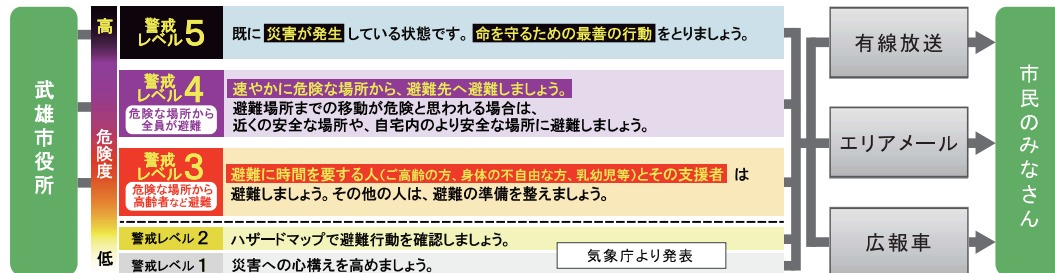 武雄市役所
高
危険度
低
警戒
レベル5
既に災害が発生している状態です。命を守るための最善の行動をとりましょう。
警戒
レベル4
危険な場所から
全員が避難
速やかに危険な場所から、避難先へ避難しましょう。
避難場所までの移動が危険と思われる場合は、
近くの安全な場所や、自宅内のより安全な場所に避難しましょう。
警戒
レベル3
危険な場所から
高齢者など避難
避難に時間を要する人(ご高齢の方、身体の不自由な方、乳幼児等)とその支援者 は
避難しましょう。その他の人は、避難の準備を整えましょう。
警戒レベル2
ハザードマップで避難行動を確認しましょう。
警戒レベル1
災害への心構えを高めましょう。
気象庁より発表
有線放送
エリアメール
広報車
市民のみなさん